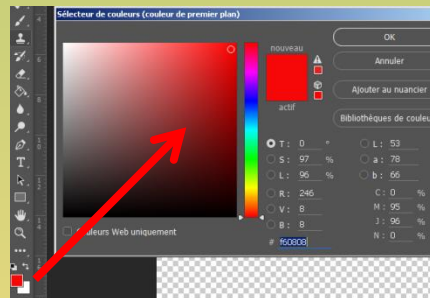 Sélecteur de couleurs (couleur de premier plan)
nouveau
actif
OK
Annuler
Ajouter au nuancier
Bibliothèques de couleu
T : 0 °
S : 97 %
L : 96 %
R : 246
V : 8
B : 8
# f60808
L : 53
a : 78
b : 66
C : 0 %
M : 95 %
J : 96 %
N : 0 %
Couleurs Web uniquement